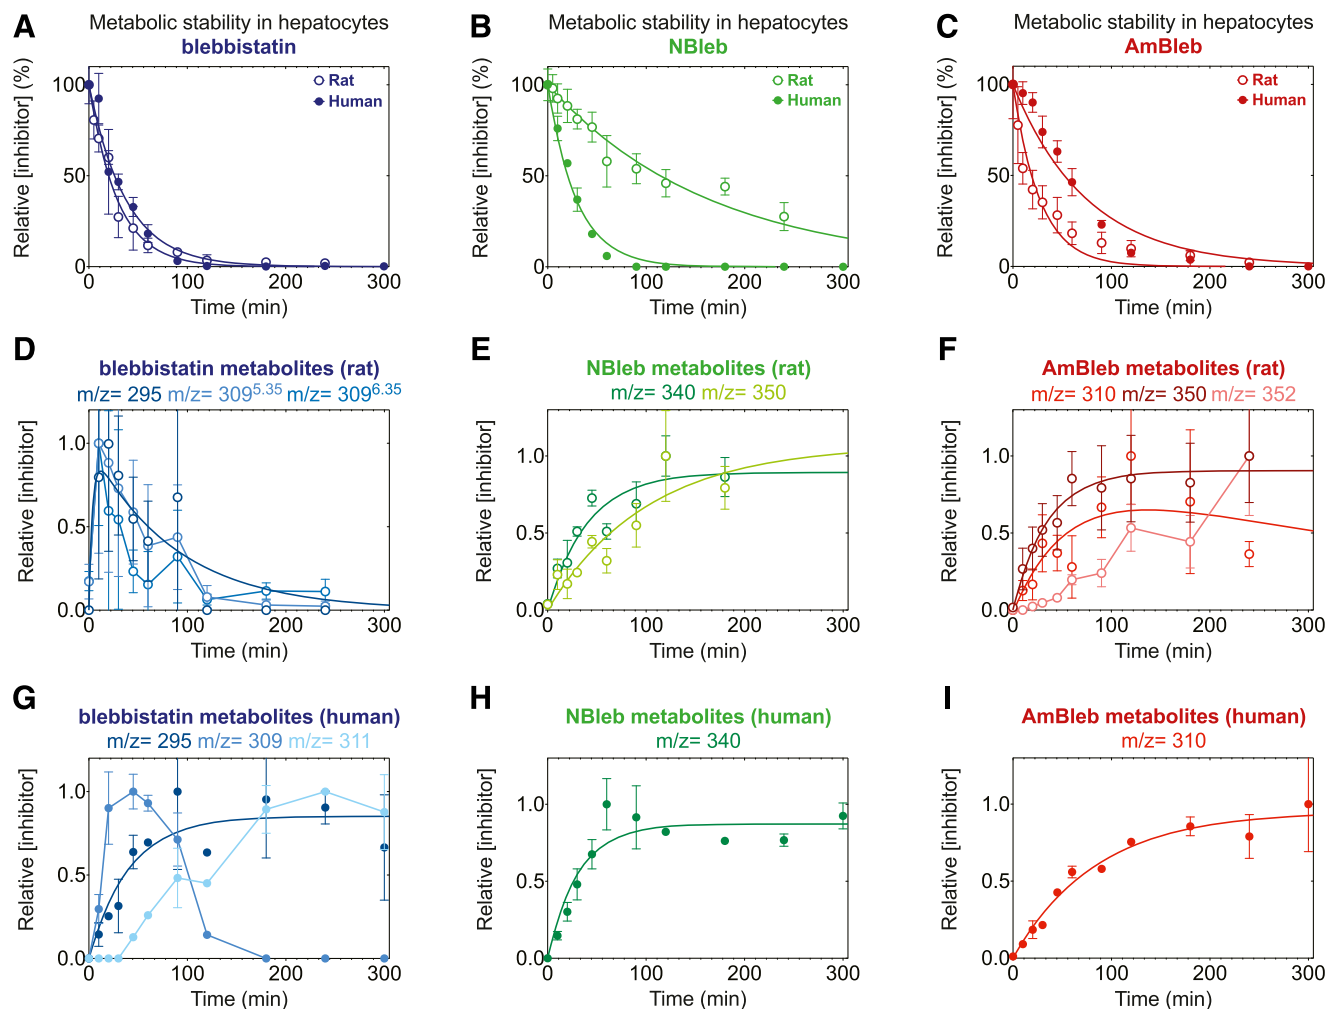 A
Metabolic stability in hepatocytes
blebbistatin
Relative [inhibitor] (%)
100
50
0
Rat
Human
0 100 200 300
Time (min)
B
Metabolic stability in hepatocytes
NBleb
Relative [inhibitor] (%)
100
50
0
Rat
Human
0 100 200 300
Time (min)
C
Metabolic stability in hepatocytes
AmBleb
Relative [inhibitor] (%)
100
50
0
Rat
Human
0 100 200 300
Time (min)
D
blebbistatin metabolites (rat)
m/z= 295 m/z= 309^5.35 m/z= 309^6.35
Relative [inhibitor]
1.0
0.5
0.0
0 100 200 300
Time (min)
E
NBleb metabolites (rat)
m/z= 340 m/z= 350
Relative [inhibitor]
1.0
0.5
0.0
0 100 200 300
Time (min)
F
AmBleb metabolites (rat)
m/z= 310 m/z= 350 m/z= 352
Relative [inhibitor]
1.0
0.5
0.0
0 100 200 300
Time (min)
G
blebbistatin metabolites (human)
m/z= 295 m/z= 309 m/z= 311
Relative [inhibitor]
1.0
0.5
0.0
0 100 200 300
Time (min)
H
NBleb metabolites (human)
m/z= 340
Relative [inhibitor]
1.0
0.5
0.0
0 100 200 300
Time (min)
I
AmBleb metabolites (human)
m/z= 310
Relative [inhibitor]
1.0
0.5
0.0
0 100 200 300
Time (min)